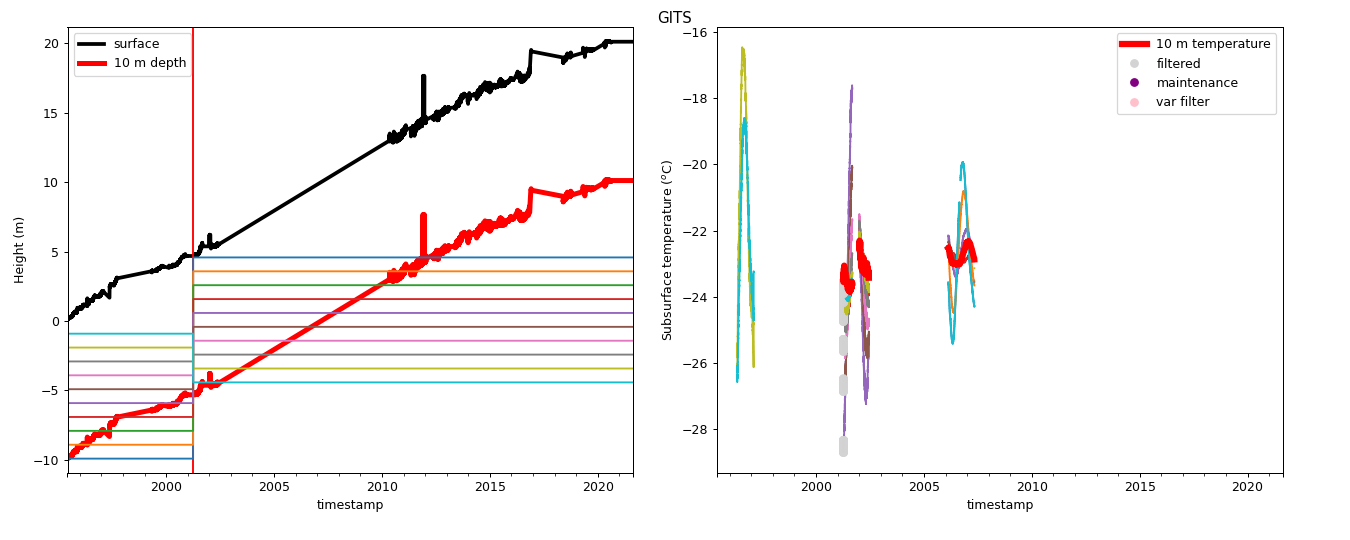 GITS
surface
10 m depth
Height (m)
20
15
10
5
0
−5
−10
2000
2005
2010
2015
2020
timestamp
10 m temperature
filtered
maintenance
var filter
Subsurface temperature (°C)
−16
−18
−20
−22
−24
−26
−28
2000
2005
2010
2015
2020
timestamp